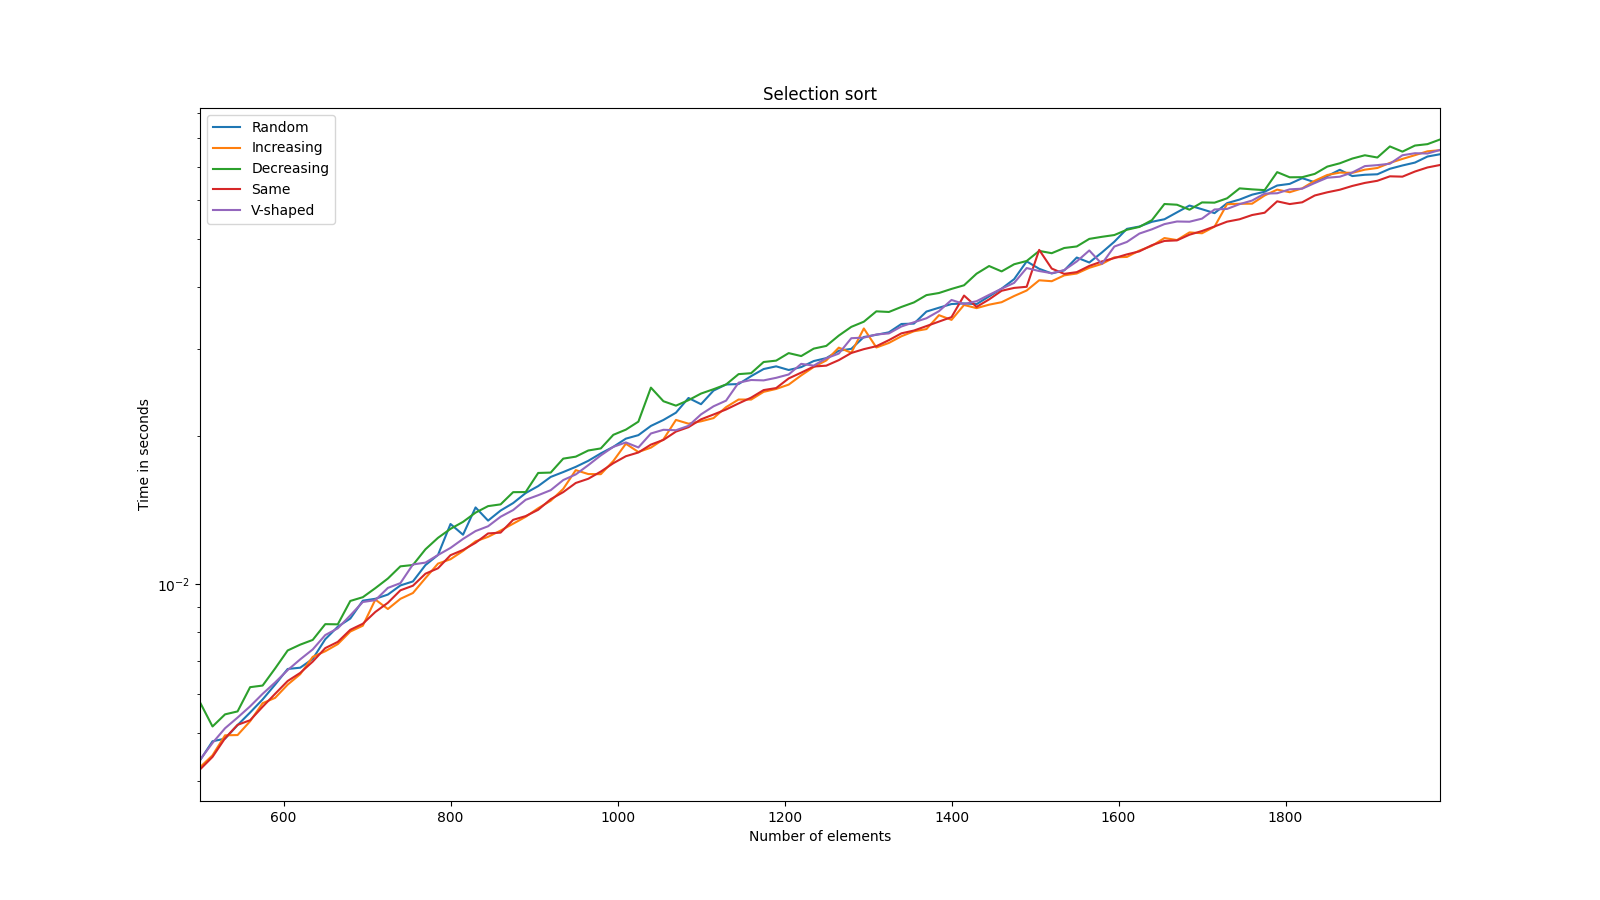 Selection sort
Random
Increasing
Decreasing
Same
V-shaped
Time in seconds
10⁻²
600 800 1000 1200 1400 1600 1800
Number of elements